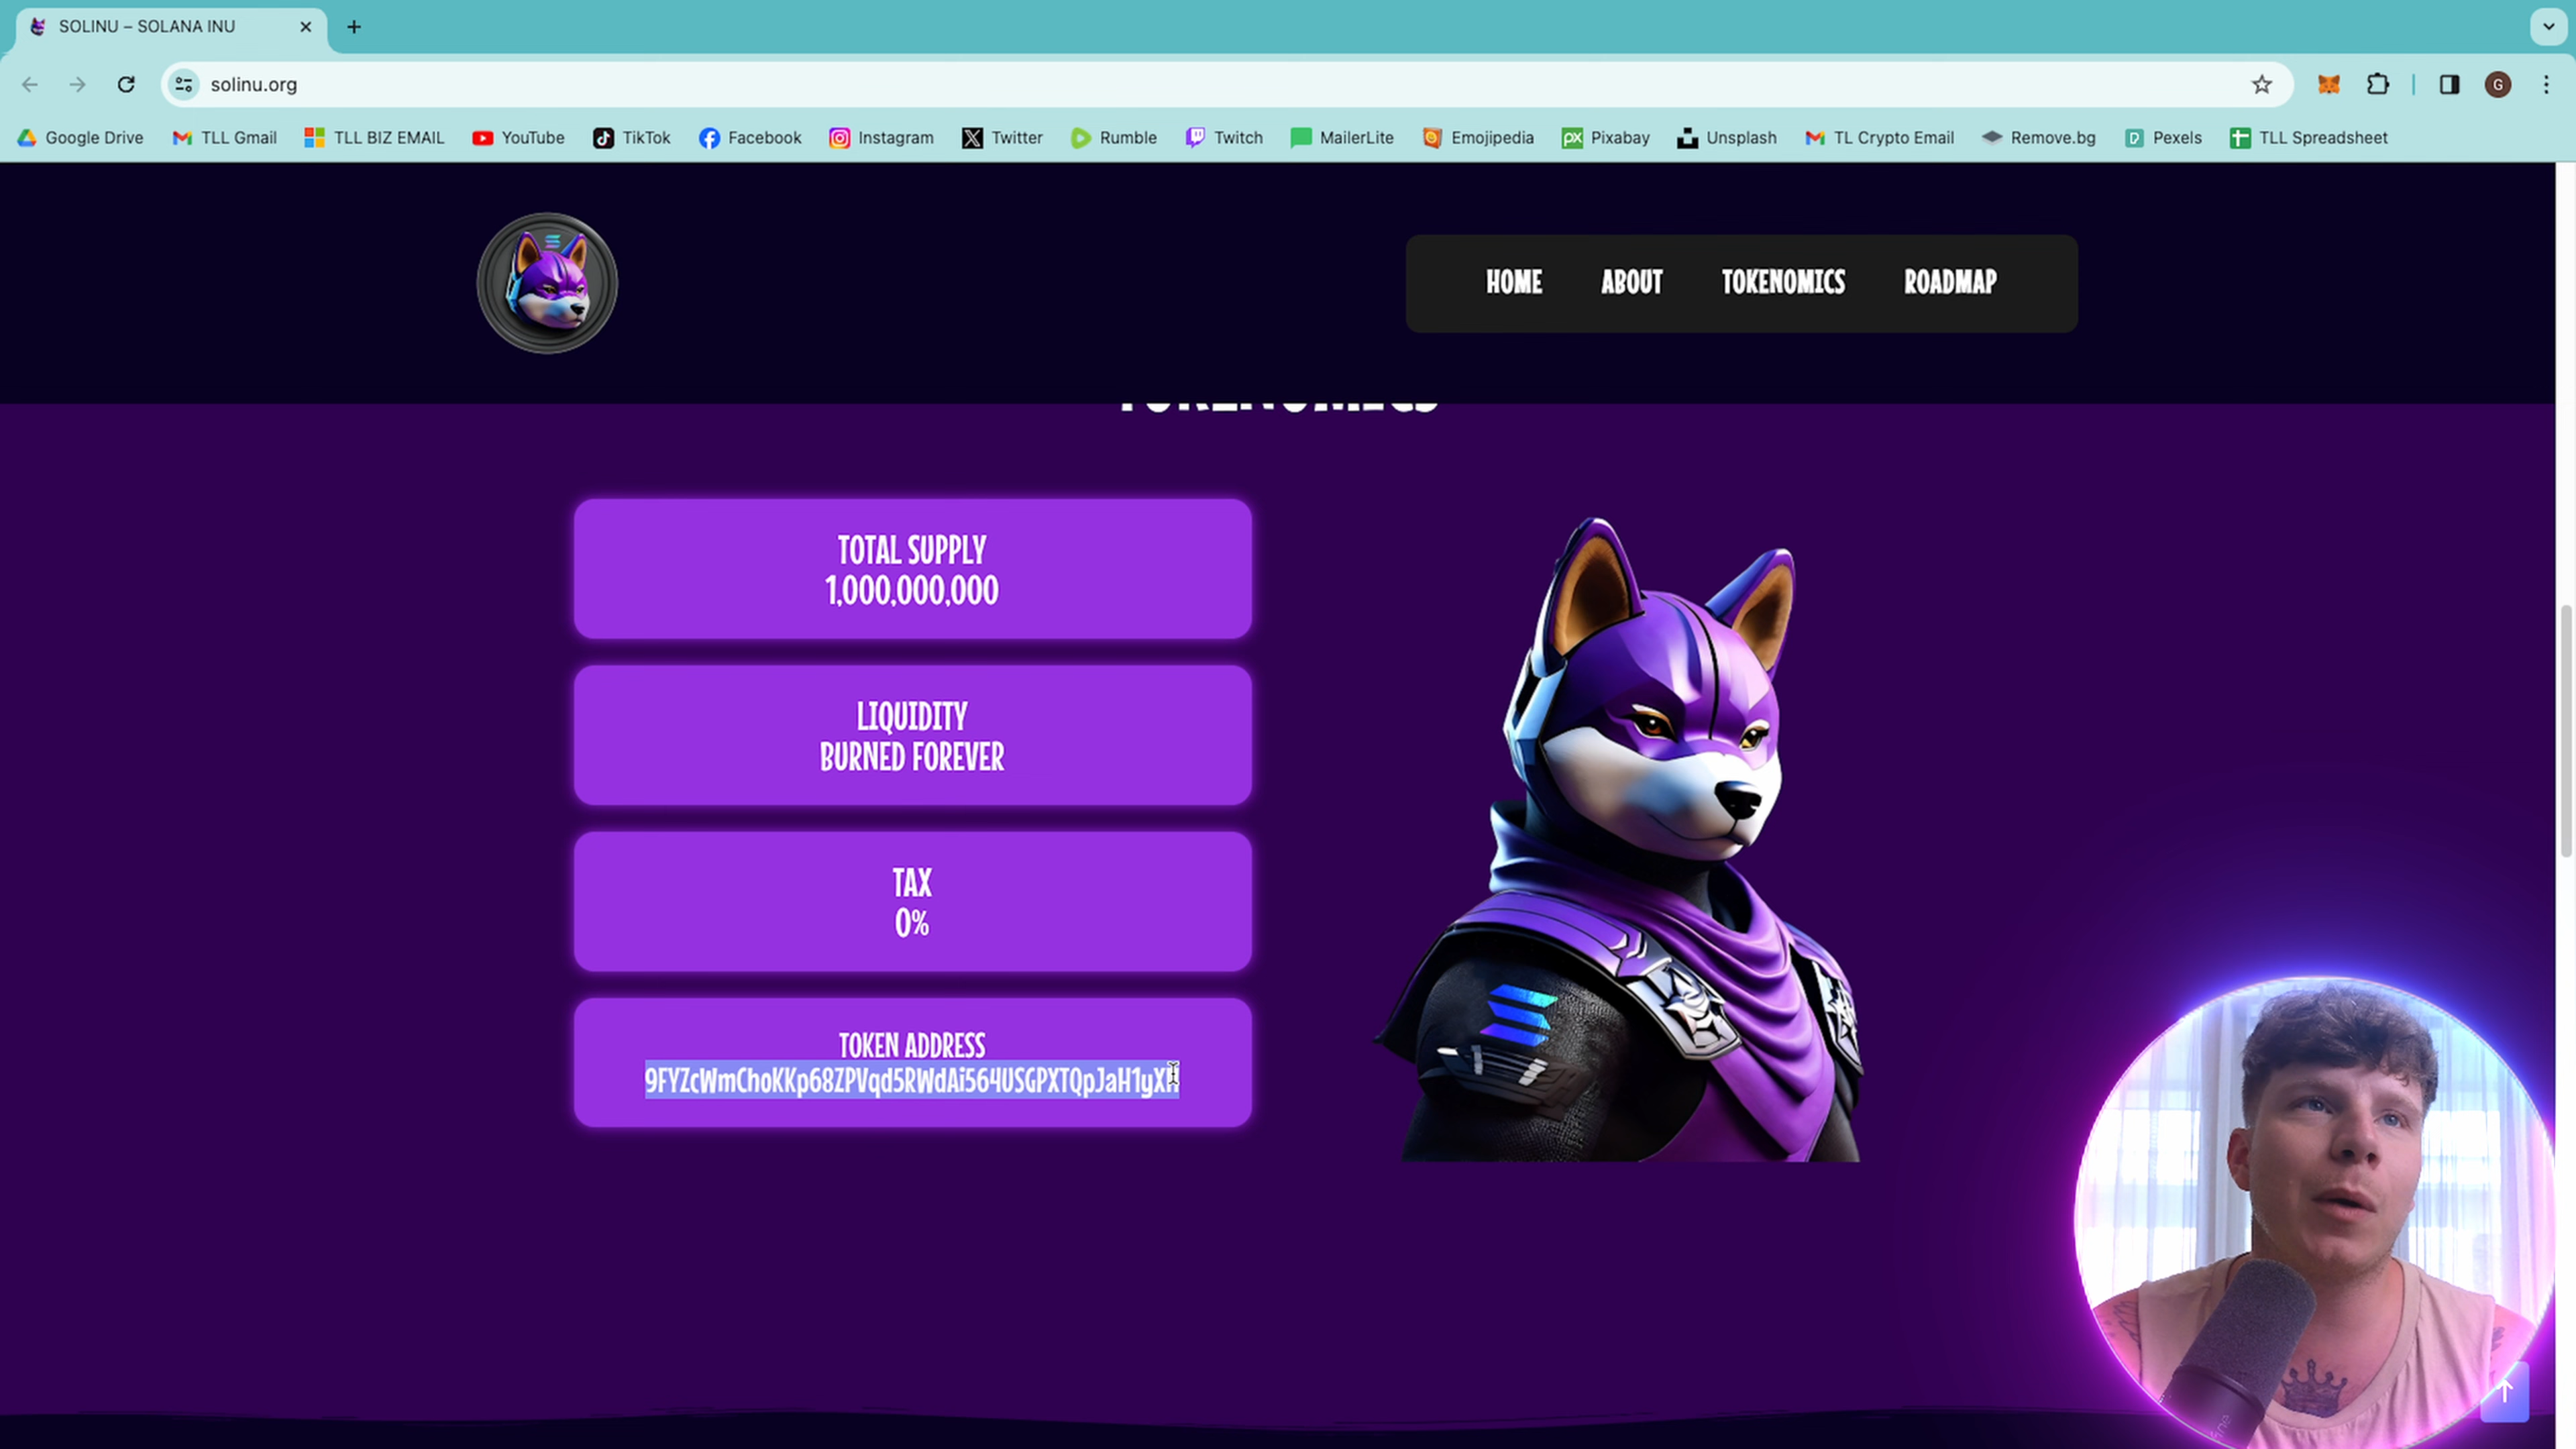 SOLINU – SOLANA INU
solinu.org
G
Google Drive TLL Gmail TLL BIZ EMAIL YouTube TikTok Facebook Instagram Twitter Rumble Twitch MailerLite Emojipedia Pixabay Unsplash TL Crypto Email Remove.bg Pexels TLL Spreadsheet
HOME ABOUT TOKENOMICS ROADMAP
TOKENOMICS
TOTAL SUPPLY
1,000,000,000
LIQUIDITY
BURNED FOREVER
TAX
0%
TOKEN ADDRESS